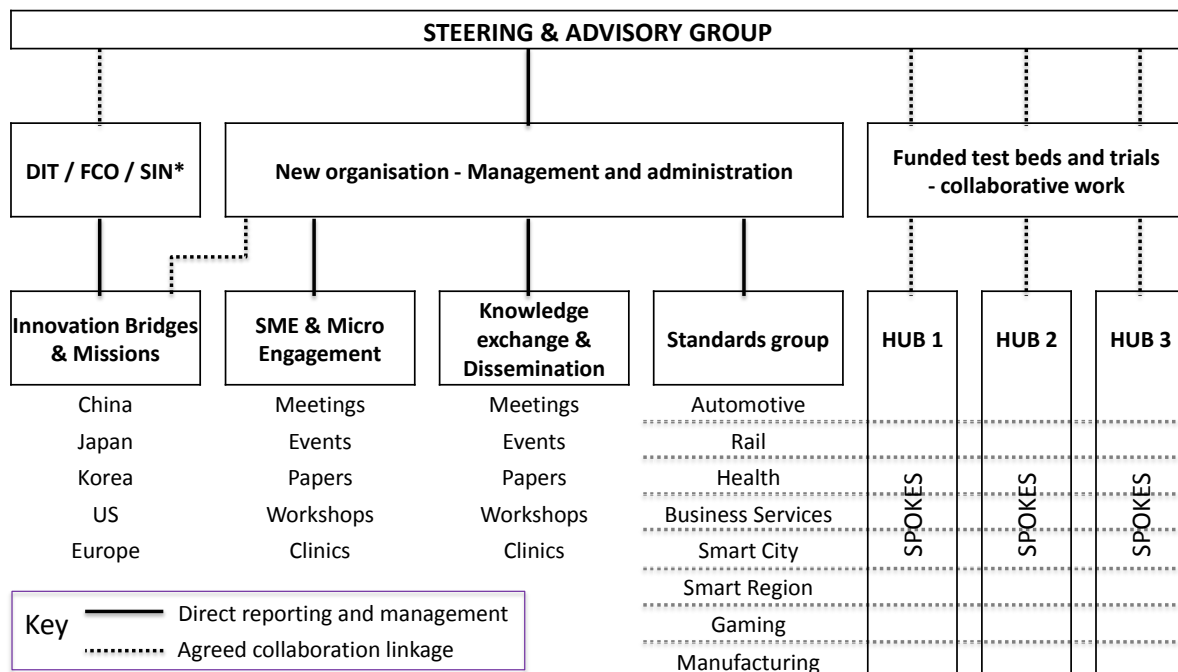 STEERING & ADVISORY GROUP
DIT / FCO / SIN*
New organisation - Management and administration
Funded test beds and trials
- collaborative work
Innovation Bridges
& Missions
SME & Micro
Engagement
Knowledge
exchange &
Dissemination
Standards group
HUB 1
HUB 2
HUB 3
China
Japan
Korea
US
Europe
Meetings
Events
Papers
Workshops
Clinics
Meetings
Events
Papers
Workshops
Clinics
Automotive
Rail
Health
Business Services
Smart City
Smart Region
Gaming
Manufacturing
SPOKES
SPOKES
SPOKES
Key
Direct reporting and management
Agreed collaboration linkage